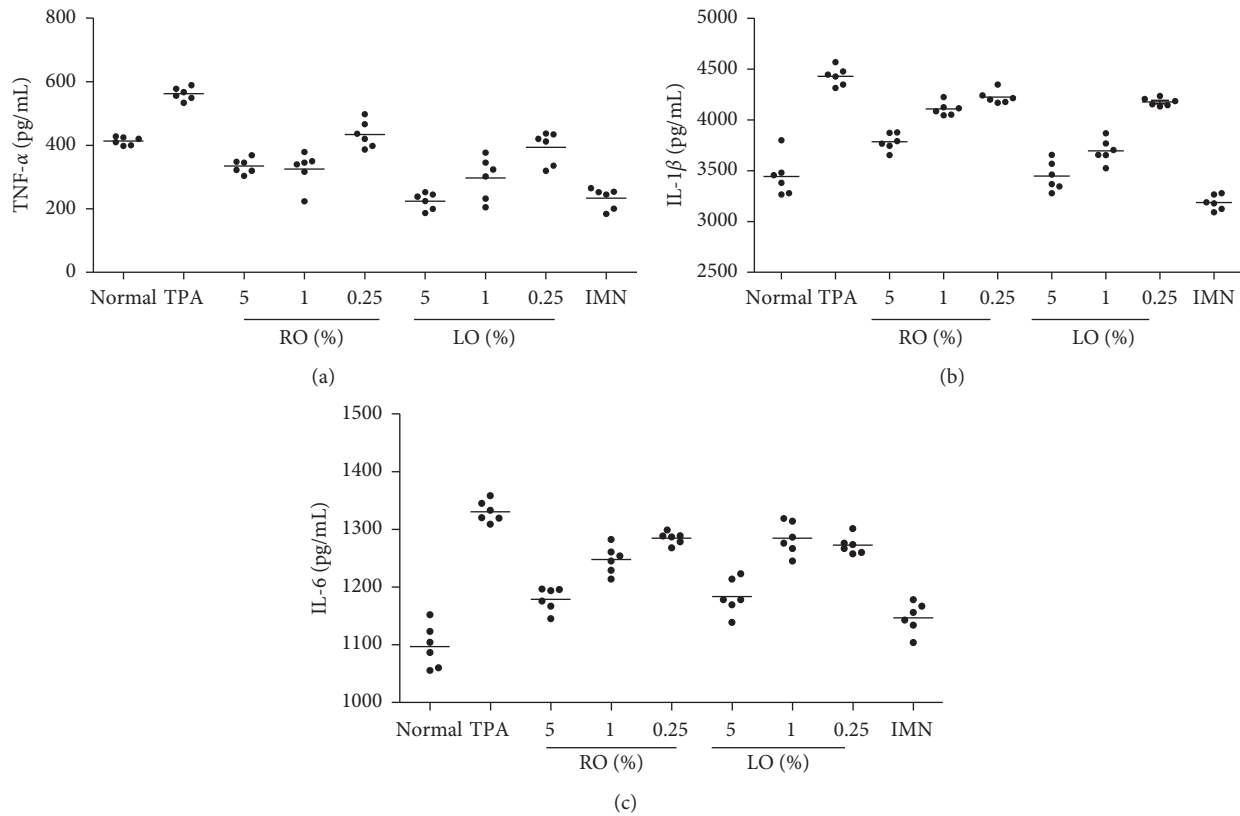 800
600
400
200
0
TNF-α (pg/mL)
Normal TPA 5 1 0.25 5 1 0.25 IMN
RO (%) LO (%)
(a)
5000
4500
4000
3500
3000
2500
IL-1β (pg/mL)
Normal TPA 5 1 0.25 5 1 0.25 IMN
RO (%) LO (%)
(b)
1500
1400
1300
1200
1100
1000
IL-6 (pg/mL)
Normal TPA 5 1 0.25 5 1 0.25 IMN
RO (%) LO (%)
(c)